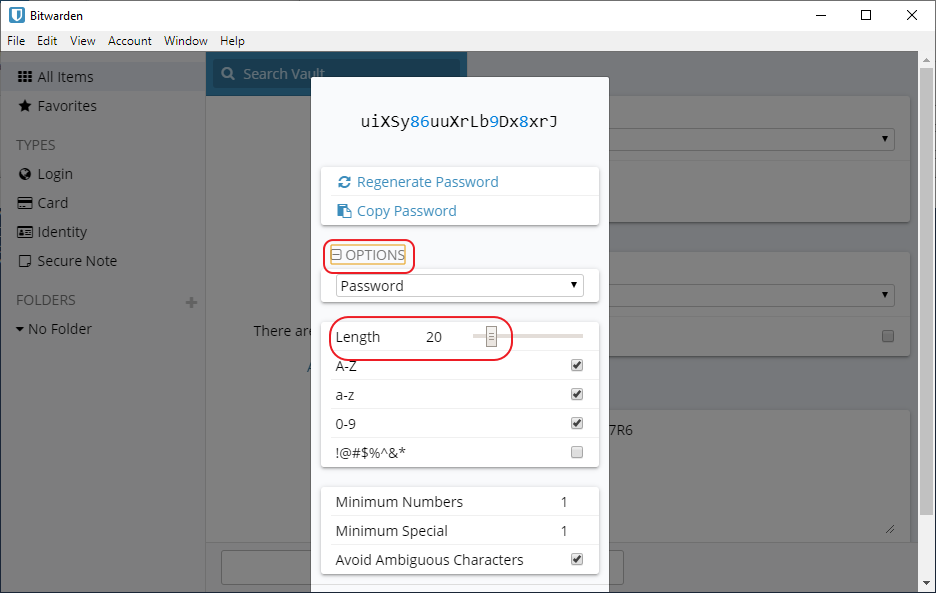 Bitwarden
File Edit View Account Window Help
All Items
Favorites
TYPES
Login
Card
Identity
Secure Note
FOLDERS
No Folder
Search Vault
There are
uiXSy86uuXrLb9Dx8xrJ
Regenerate Password
Copy Password
OPTIONS
Password
Length 20
A-Z
a-z
0-9
!@#$%^&*
Minimum Numbers 1
Minimum Special 1
Avoid Ambiguous Characters
7R6